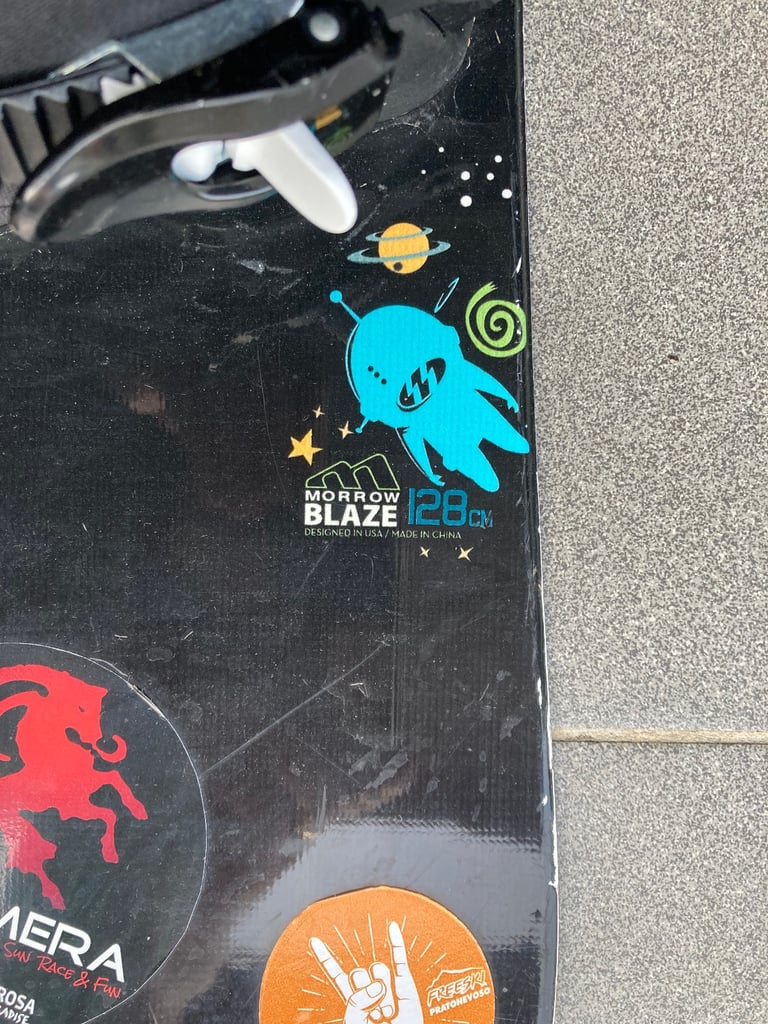 MORROW
BLAZE 128CM
DESIGNED IN USA / MADE IN CHINA
MERA
SUN RACE & FUN
ROSA
ADISE
FREESKI
PRATONEVOSO